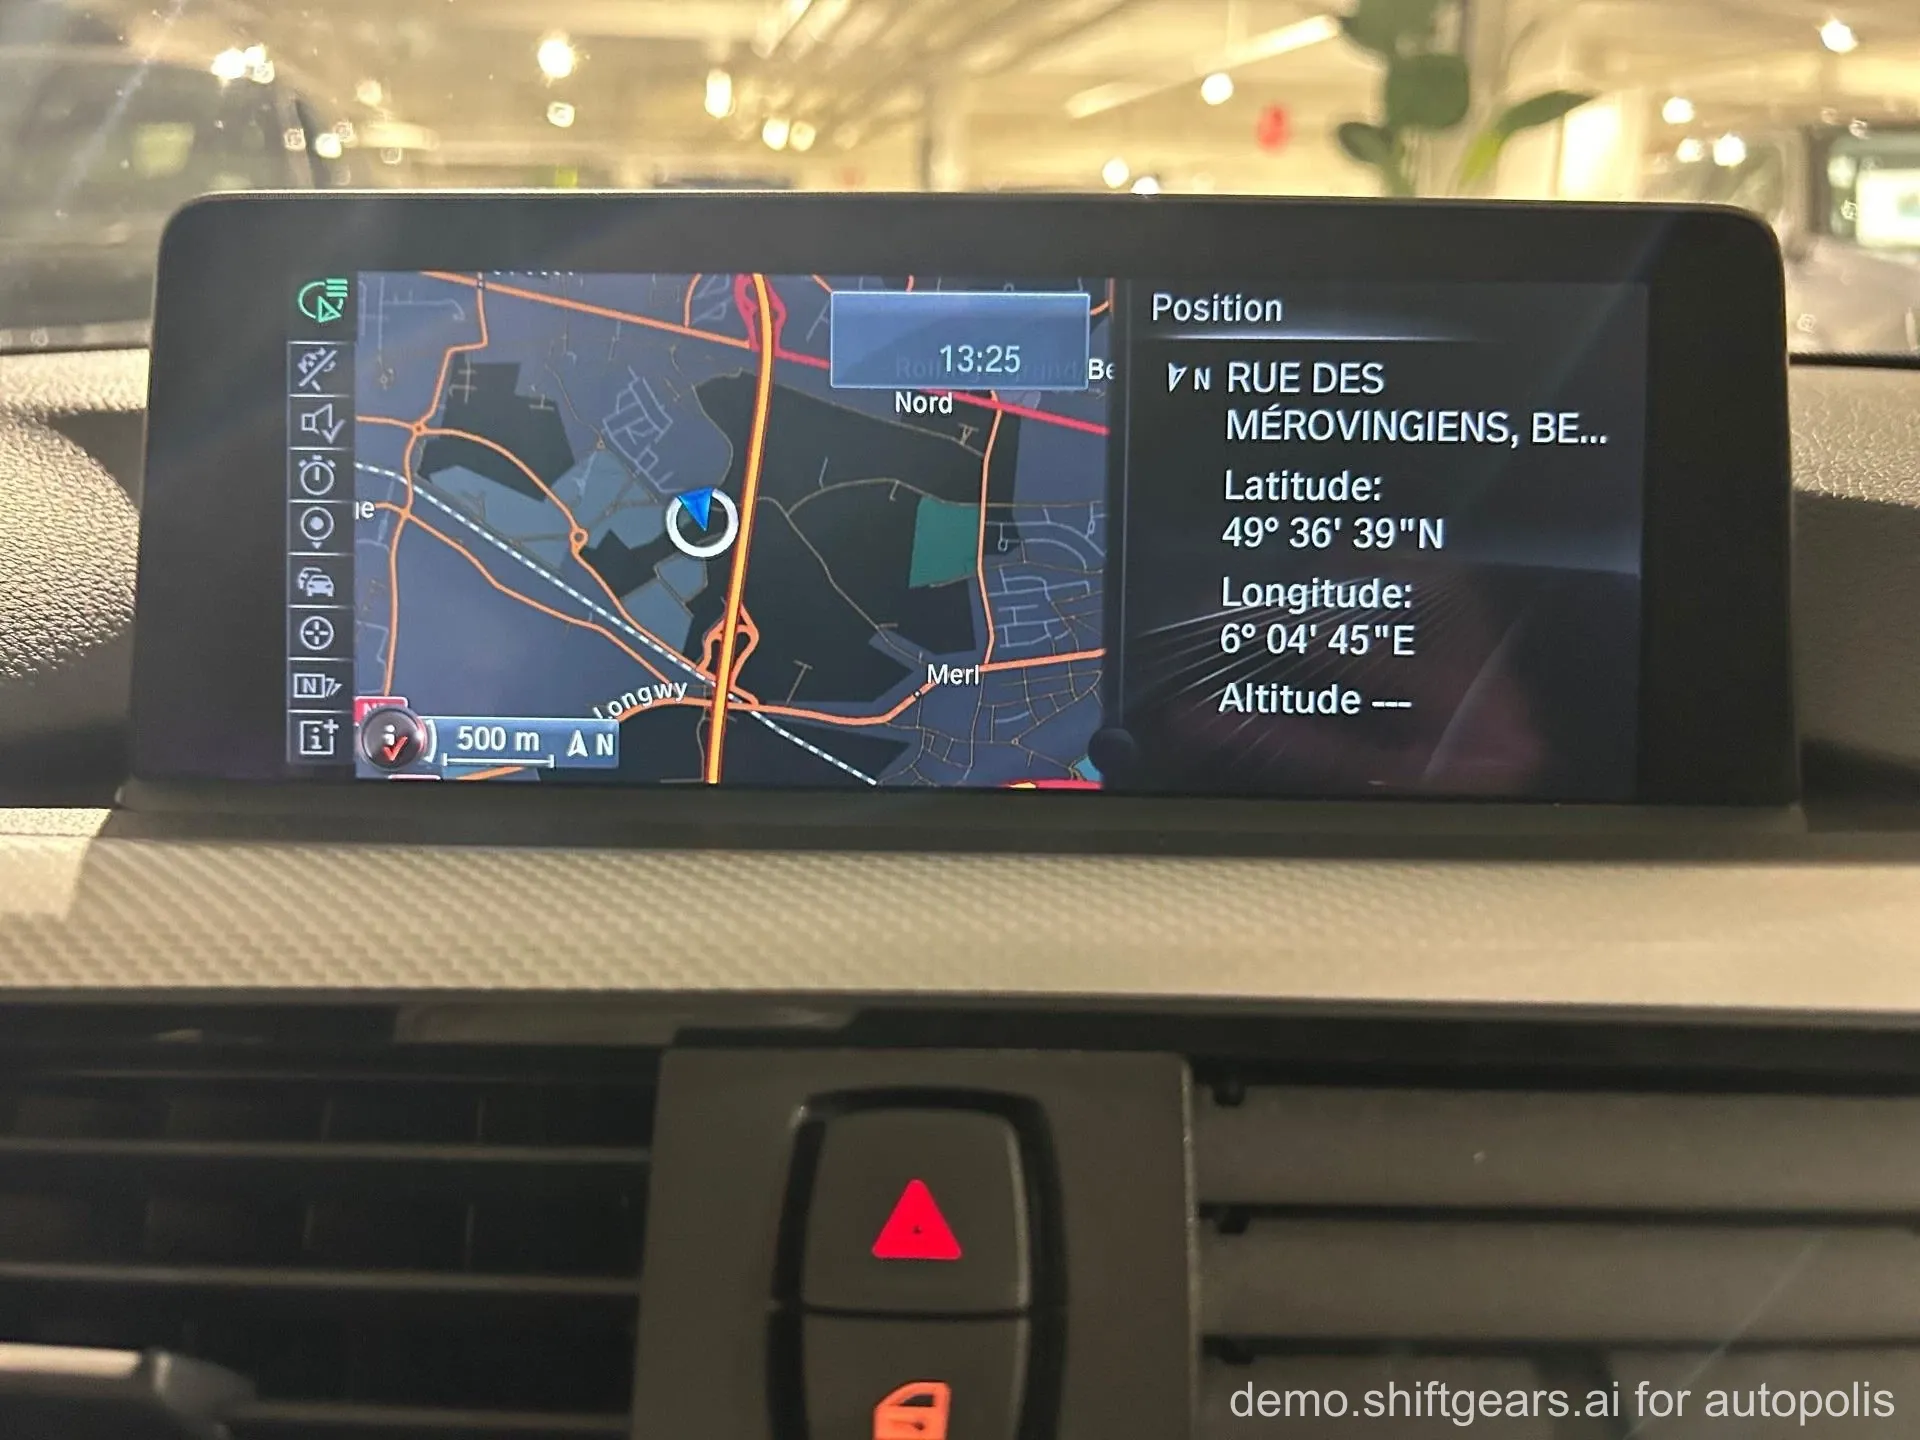 13:25
Be
Nord
Merl
Longwy
500 m
N
N
i
Position
N RUE DES
MÉROVINGIENS, BE...
Latitude:
49° 36' 39"N
Longitude:
6° 04' 45"E
Altitude ---
demo.shiftgears.ai for autopolis